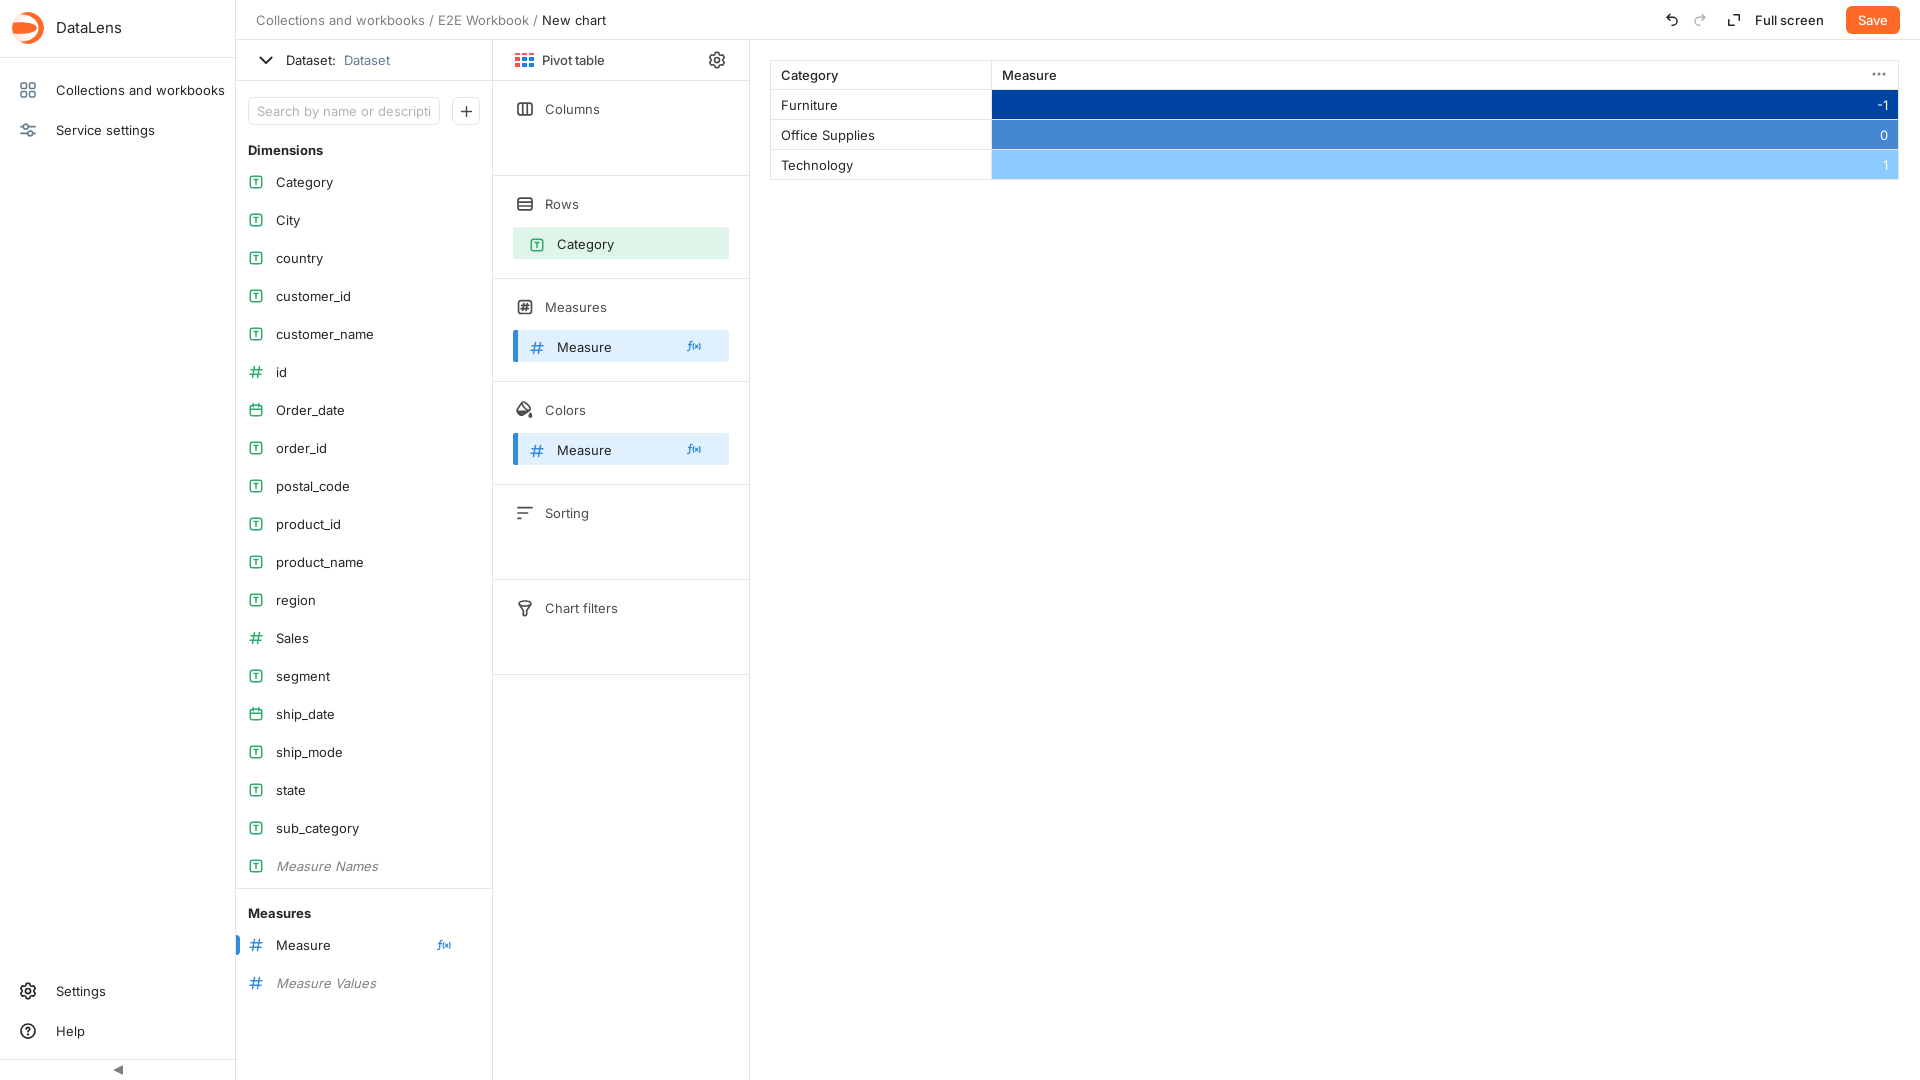 DataLens
Collections and workbooks
Service settings
Settings
Help
Collections and workbooks / E2E Workbook / New chart
Full screen
Save
Dataset: Dataset
Search by name or descripti
Dimensions
Category
City
country
customer_id
customer_name
id
Order_date
order_id
postal_code
product_id
product_name
region
Sales
segment
ship_date
ship_mode
state
sub_category
Measure Names
Measures
Measure
Measure Values
Pivot table
Columns
Rows
Category
Measures
Measure
Colors
Measure
Sorting
Chart filters
Category Measure
Furniture -1
Office Supplies 0
Technology 1